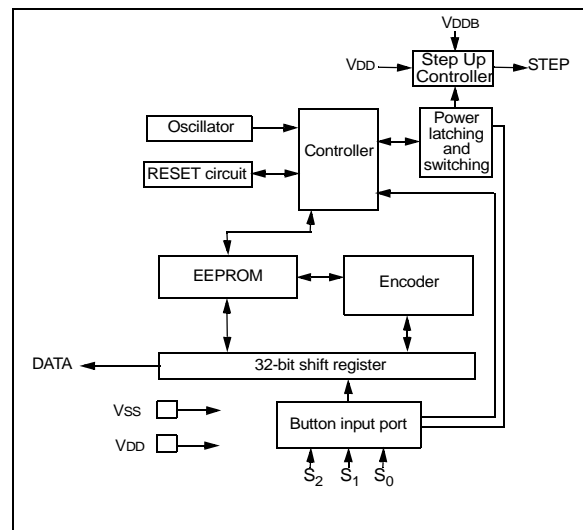 VDDB
VDD
Step Up
Controller
STEP
Oscillator
Controller
Power
latching
and
switching
RESET circuit
EEPROM
Encoder
DATA
32-bit shift register
VSS
VDD
Button input port
S2 S1 S0